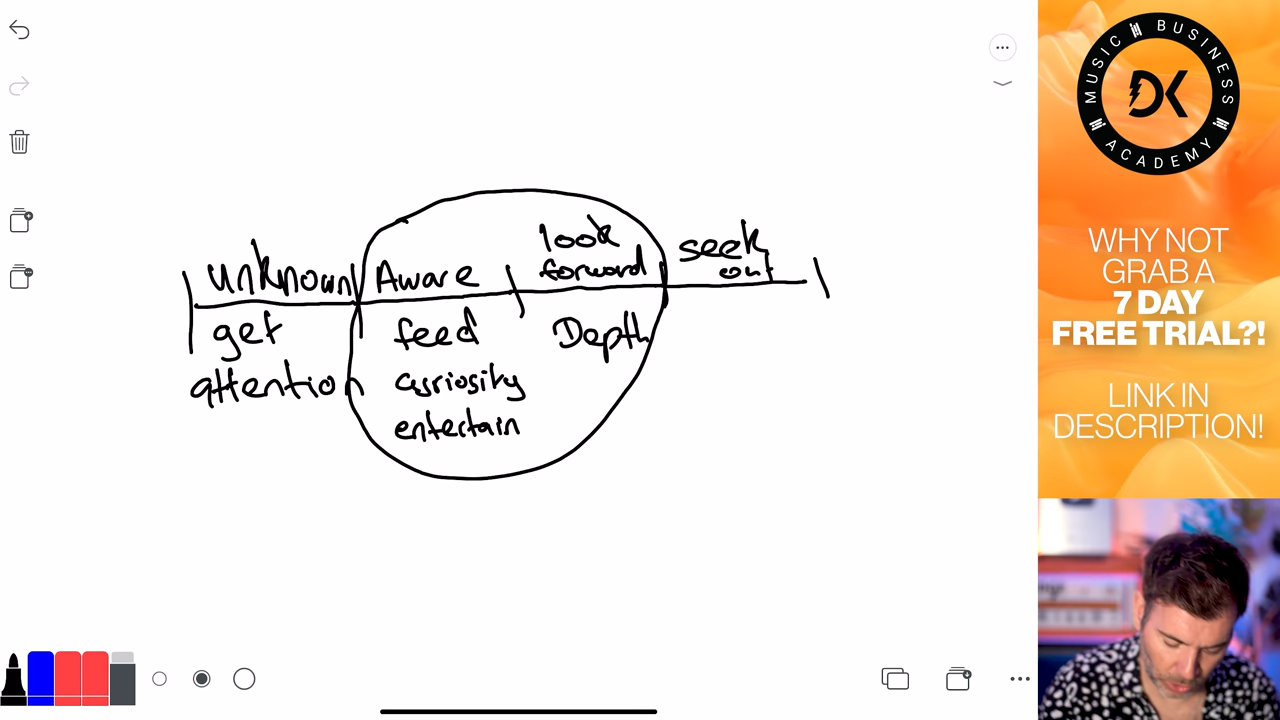 unknown
Aware
look
forward
seek
out
get
attention
feed
curiosity
entertain
Depth
MUSIC BUSINESS
DK
ACADEMY
WHY NOT
GRAB A
7 DAY
FREE TRIAL?!
LINK IN
DESCRIPTION!